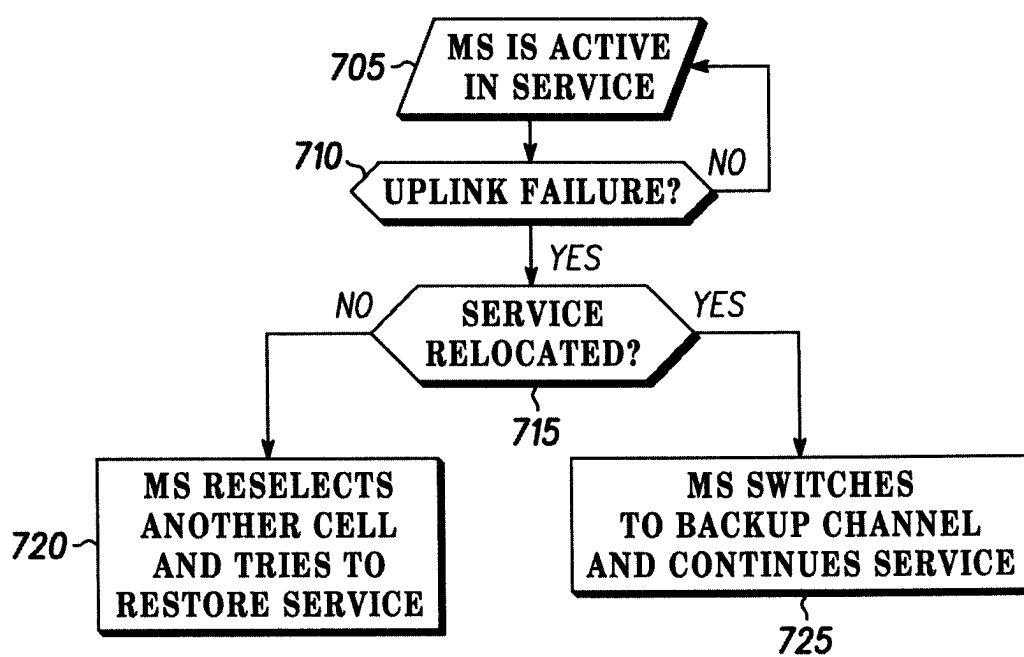 705
MS IS ACTIVE
IN SERVICE
710
UPLINK FAILURE?
NO
YES
NO
SERVICE
RELOCATED?
YES
715
720
MS RESELECTS
ANOTHER CELL
AND TRIES TO
RESTORE SERVICE
MS SWITCHES
TO BACKUP CHANNEL
AND CONTINUES SERVICE
725